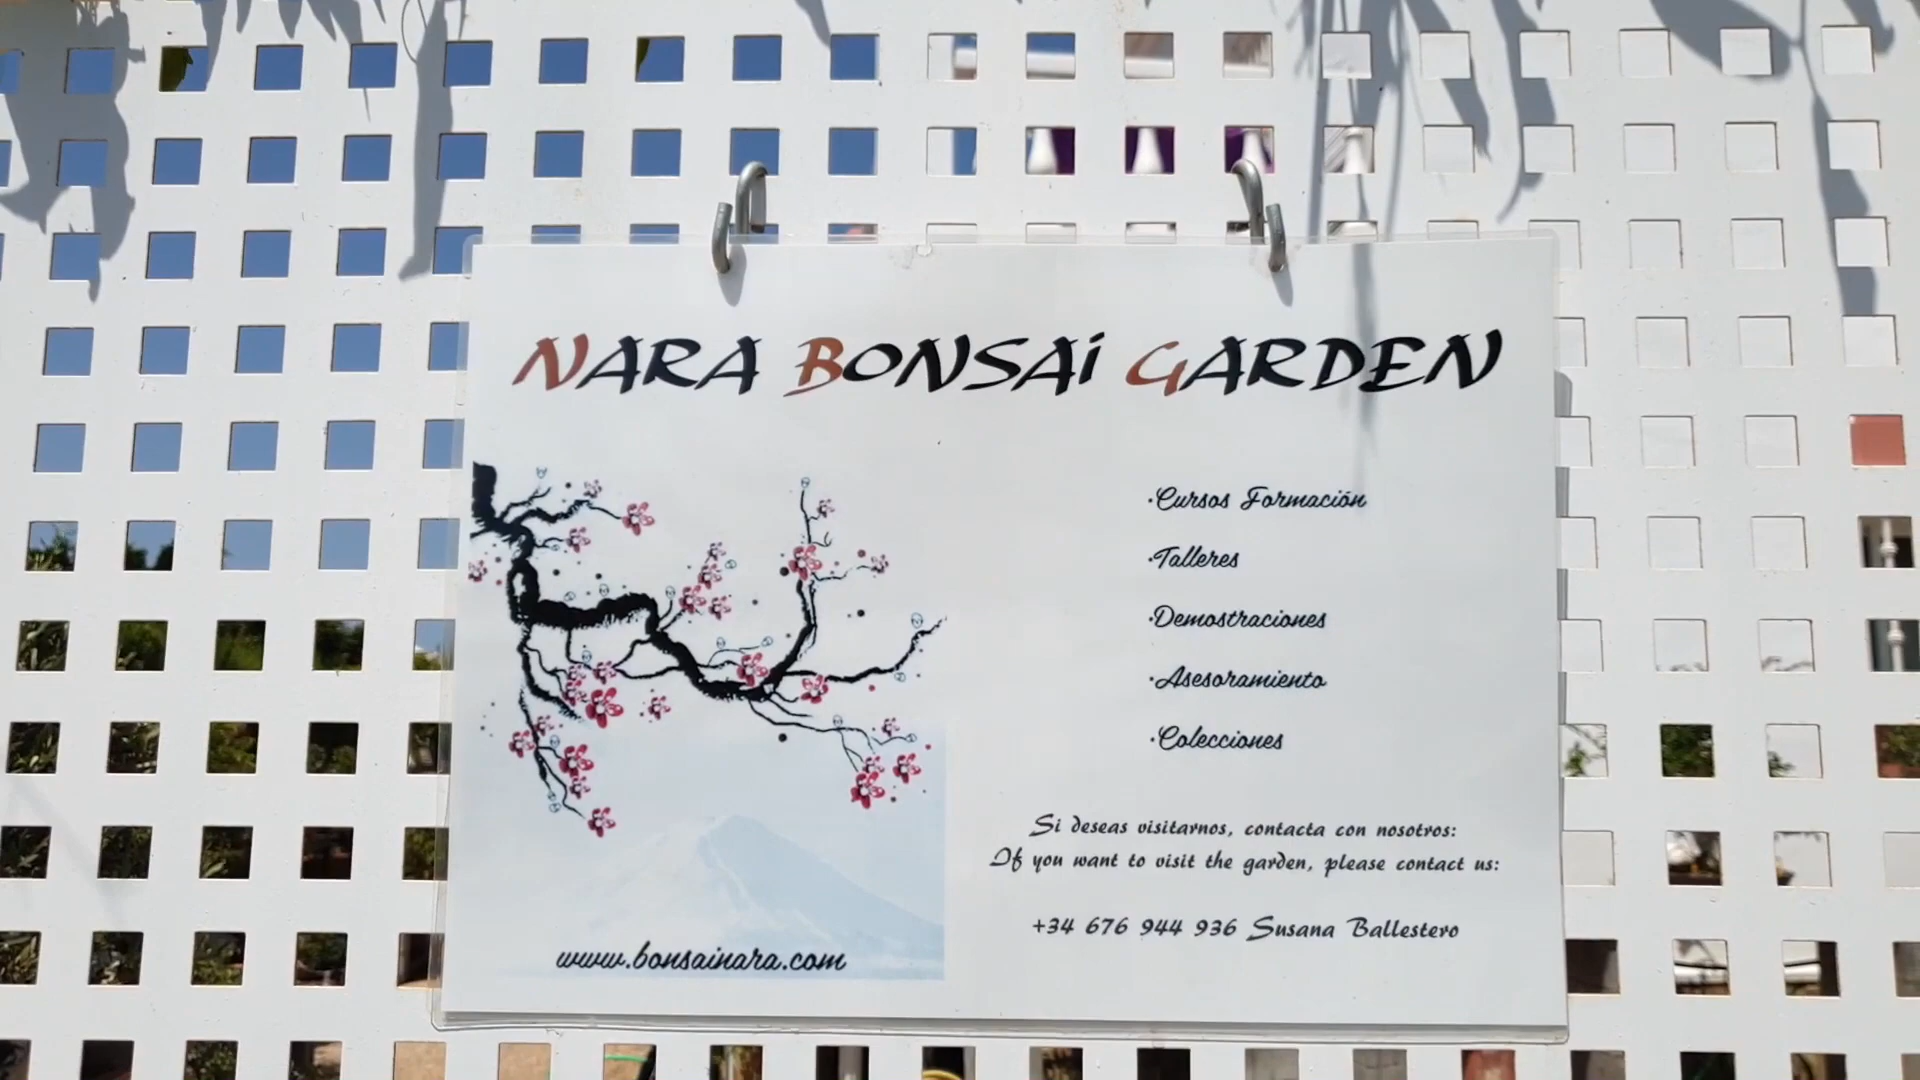 NARA BONSAi GARDEN
·Cursos Formación
·Talleres
·Demostraciones
·Asesoramiento
·Colecciones
Si deseas visitarnos, contacta con nosotros:
If you want to visit the garden, please contact us:
+34 676 944 936 Susana Ballestero
www.bonsainara.com